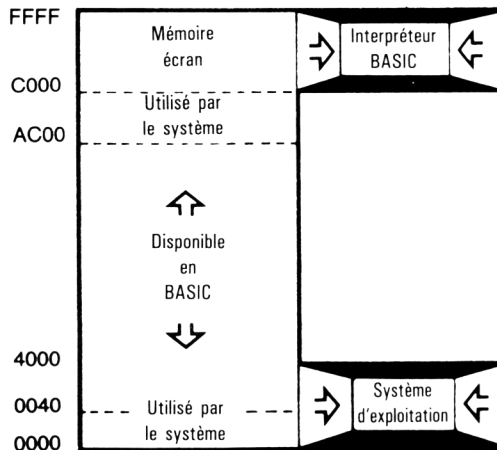 FFFF
Mémoire
écran
Interpréteur
BASIC
C000
Utilisé par
le système
AC00
Disponible
en
BASIC
4000
0040
Utilisé par
le système
Système
d'exploitation
0000